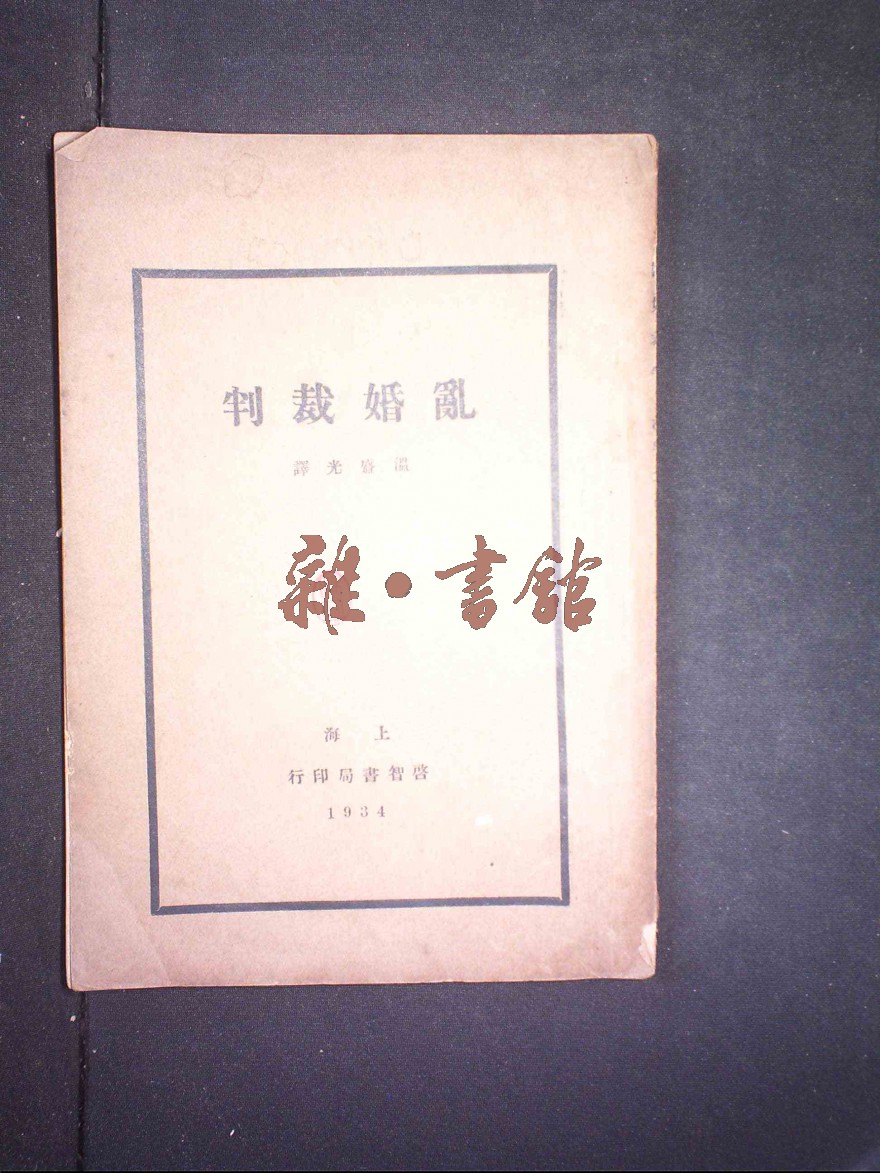 亂婚裁判
溫盛光譯
雜·書館
上海
啓智書局印行
1934